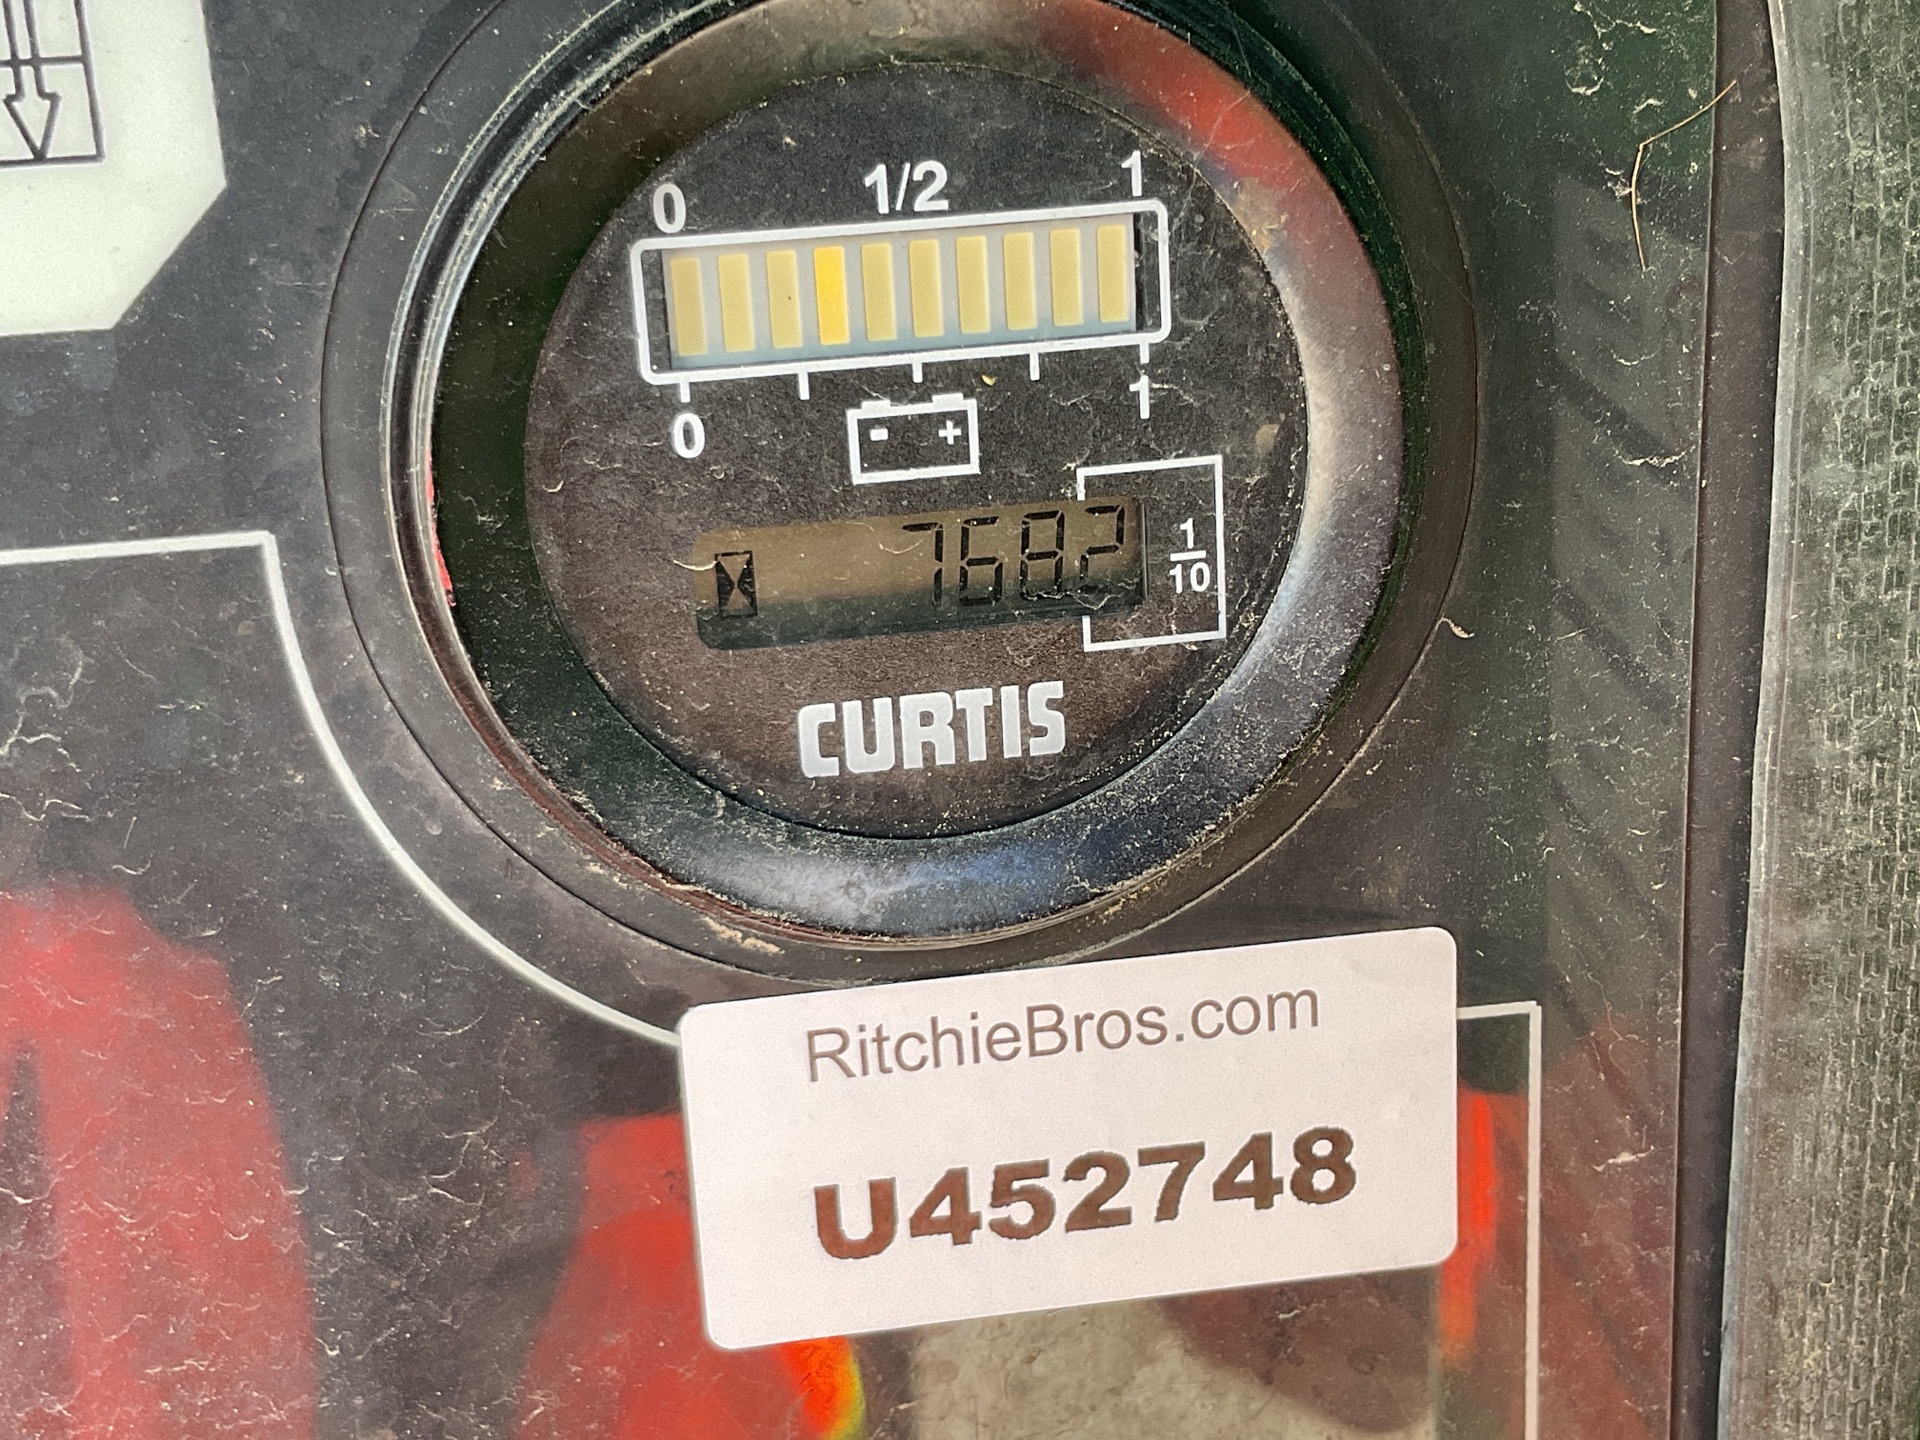 0 1/2 1
0 1
- +
7682 1/10
CURTIS
RitchieBros.com
U452748